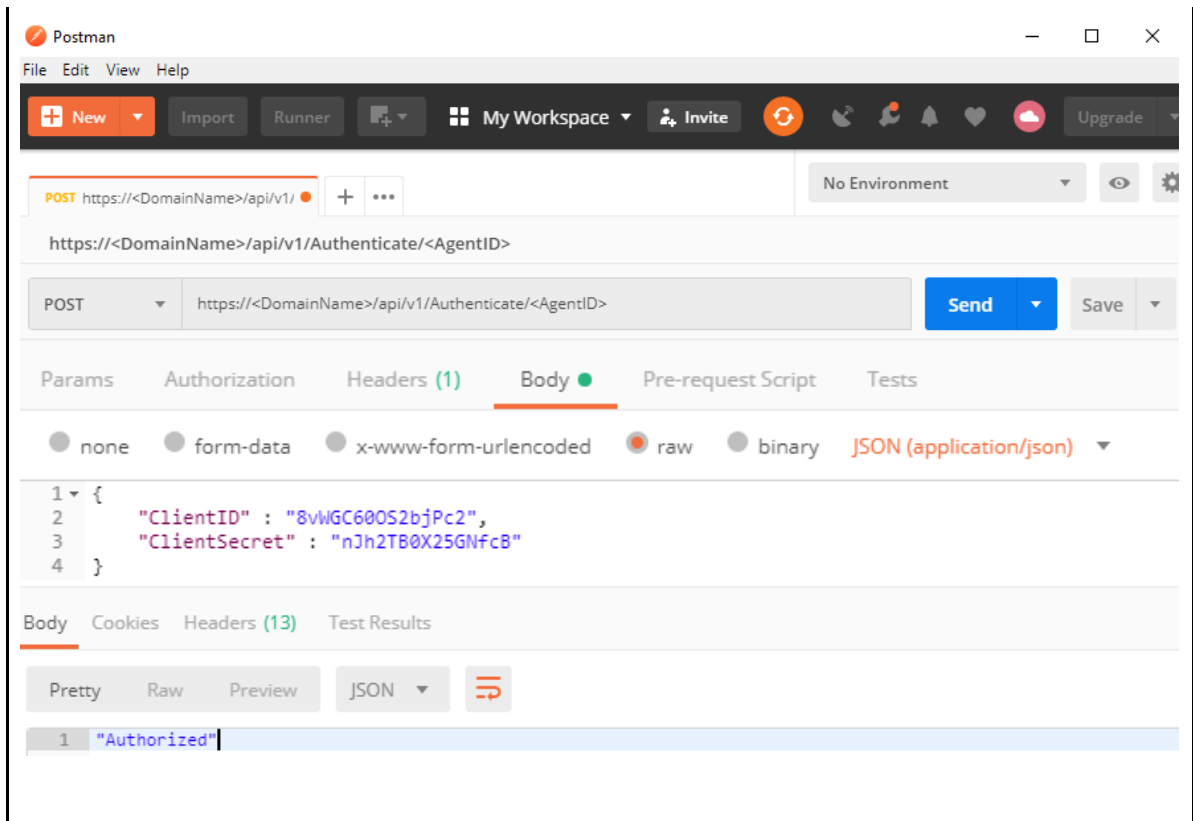 Postman
File Edit View Help
New Import Runner My Workspace Invite Upgrade
POST https://<DomainName>/api/v1/ No Environment
https://<DomainName>/api/v1/Authenticate/<AgentID>
POST https://<DomainName>/api/v1/Authenticate/<AgentID> Send Save
Params Authorization Headers (1) Body Pre-request Script Tests
none form-data x-www-form-urlencoded raw binary JSON (application/json)
1 {
2 "ClientID" : "8vWGC60OS2bjPc2",
3 "ClientSecret" : "nJh2TB0X25GNfcB"
4 }
Body Cookies Headers (13) Test Results
Pretty Raw Preview JSON
1 "Authorized"